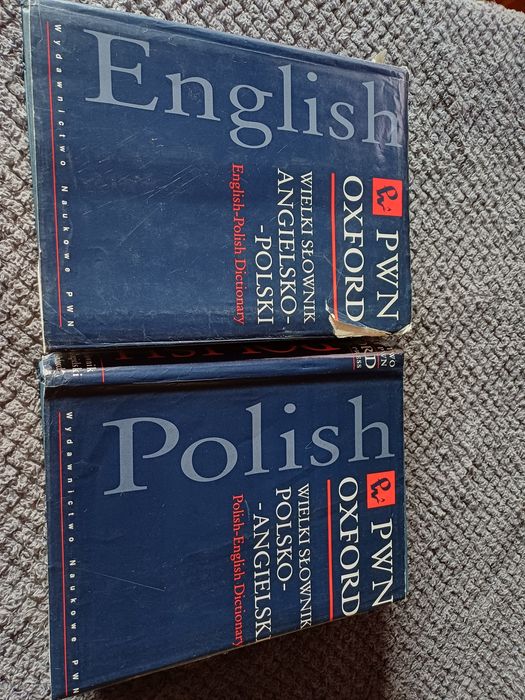 English
PWN
OXFORD
WIELKI SŁOWNIK
ANGIELSKO-
-POLSKI
English-Polish Dictionary
Wydawnictwo Naukowe PWN
Polish
PWN
OXFORD
WIELKI SŁOWNIK
POLSKO-
-ANGIELSKI
Polish-English Dictionary
Wydawnictwo Naukowe PWN